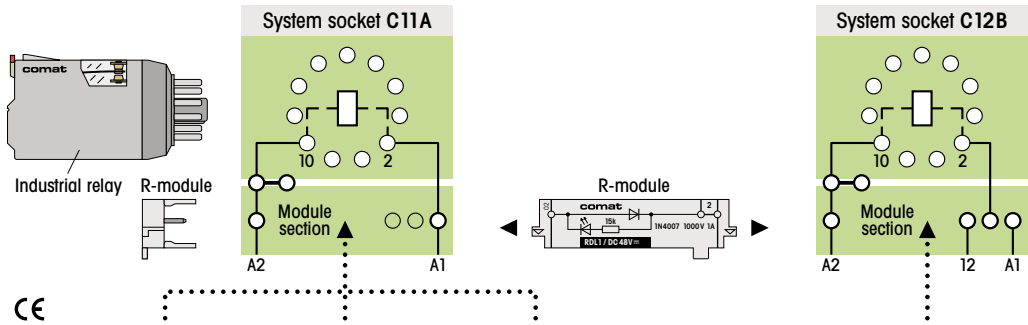 System socket C11A
System socket C12B
comat
10
2
10
2
Industrial relay
R-module
Module
section
R-module
comat
02
2
15k
1N4007 1000V 1A
RDL1 / DC 48V⎓
Module
section
A2
A1
A2
12
A1
CE